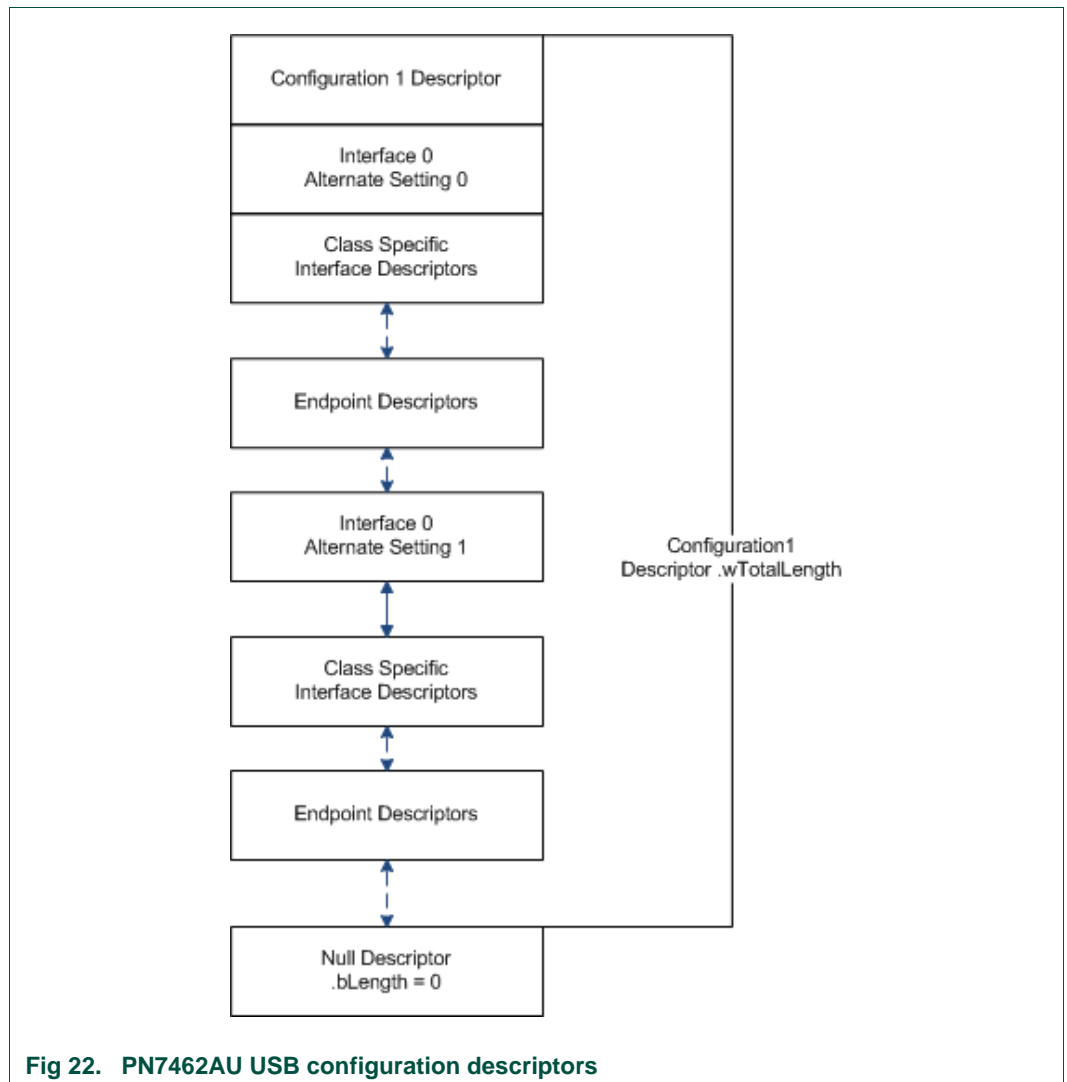 Configuration 1 Descriptor
Interface 0
Alternate Setting 0
Class Specific
Interface Descriptors
Endpoint Descriptors
Interface 0
Alternate Setting 1
Configuration1
Descriptor .wTotalLength
Class Specific
Interface Descriptors
Endpoint Descriptors
Null Descriptor
.bLength = 0
Fig 22. PN7462AU USB configuration descriptors